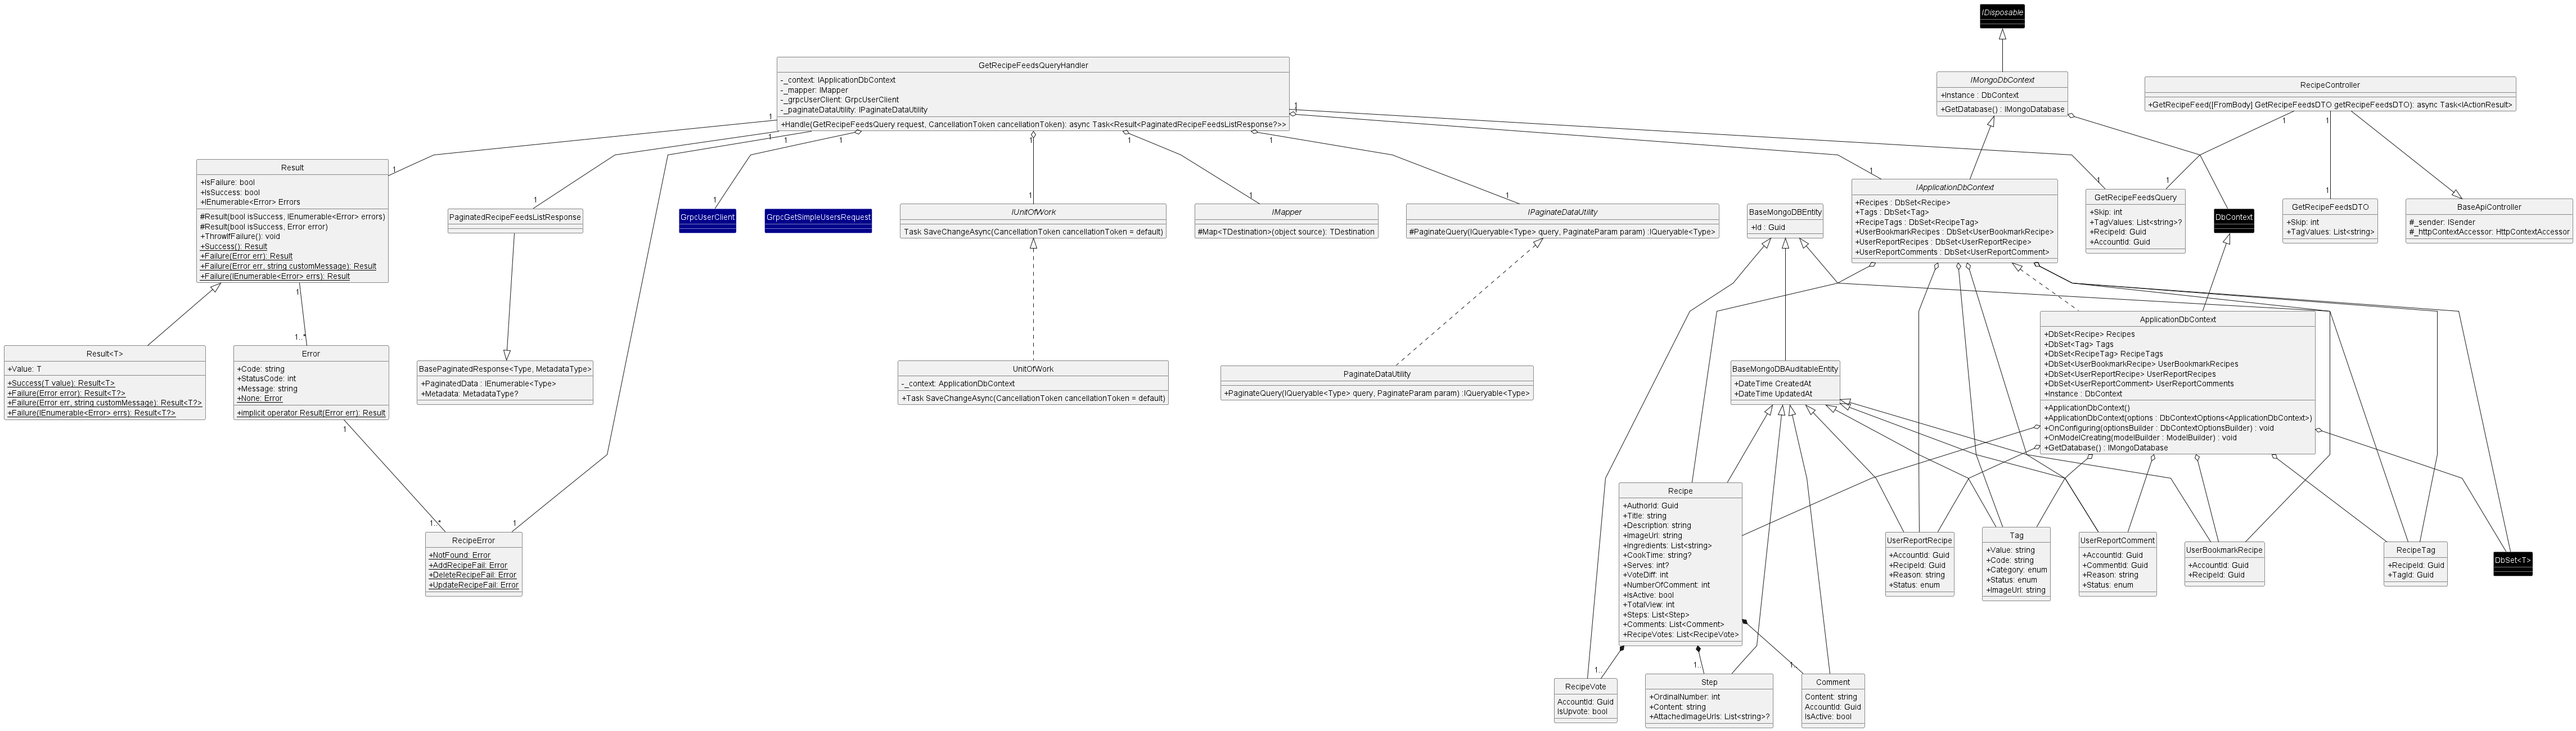 IDisposable
GetRecipeFeedsQueryHandler
-_context: IApplicationDbContext
-_mapper: IMapper
-_grpcUserClient: GrpcUserClient
-_paginateDataUtility: IPaginateDataUtility
+Handle(GetRecipeFeedsQuery request, CancellationToken cancellationToken): async Task<Result<PaginatedRecipeFeedsListResponse?>>
IMongoDbContext
+Instance : DbContext
+GetDatabase() : IMongoDatabase
RecipeController
+GetRecipeFeed([FromBody] GetRecipeFeedsDTO getRecipeFeedsDTO): async Task<IActionResult>
1
1
1
1
1
1
1
1
1
1
Result
+IsFailure: bool
+IsSuccess: bool
+IEnumerable<Error> Errors
#Result(bool isSuccess, IEnumerable<Error> errors)
#Result(bool isSuccess, Error error)
+ThrowIfFailure(): void
+Success(): Result
+Failure(Error err): Result
+Failure(Error err, string customMessage): Result
+Failure(IEnumerable<Error> errs): Result
1
1
PaginatedRecipeFeedsListResponse
1
GrpcUserClient
GrpcGetSimpleUsersRequest
1
IUnitOfWork
Task SaveChangeAsync(CancellationToken cancellationToken = default)
1
IMapper
#Map<TDestination>(object source): TDestination
1
IPaginateDataUtility
#PaginateQuery(IQueryable<Type> query, PaginateParam param) :IQueryable<Type>
BaseMongoDBEntity
+Id : Guid
1
IApplicationDbContext
+Recipes : DbSet<Recipe>
+Tags : DbSet<Tag>
+RecipeTags : DbSet<RecipeTag>
+UserBookmarkRecipes : DbSet<UserBookmarkRecipe>
+UserReportRecipes : DbSet<UserReportRecipe>
+UserReportComments : DbSet<UserReportComment>
1
1
GetRecipeFeedsQuery
+Skip: int
+TagValues: List<string>?
+RecipeId: Guid
+AccountId: Guid
DbContext
1
GetRecipeFeedsDTO
+Skip: int
+TagValues: List<string>
BaseApiController
#_sender: ISender
#_httpContextAccessor: HttpContextAccessor
1
1..*
Result<T>
+Value: T
+Success(T value): Result<T>
+Failure(Error error): Result<T?>
+Failure(Error err, string customMessage): Result<T?>
+Failure(IEnumerable<Error> errs): Result<T?>
Error
+Code: string
+StatusCode: int
+Message: string
+None: Error
+implicit operator Result(Error err): Result
BasePaginatedResponse<Type, MetadataType>
+PaginatedData : IEnumerable<Type>
+Metadata: MetadataType?
UnitOfWork
-_context: ApplicationDbContext
+Task SaveChangeAsync(CancellationToken cancellationToken = default)
PaginateDataUtility
+PaginateQuery(IQueryable<Type> query, PaginateParam param) :IQueryable<Type>
BaseMongoDBAuditableEntity
+DateTime CreatedAt
+DateTime UpdatedAt
ApplicationDbContext
+DbSet<Recipe> Recipes
+DbSet<Tag> Tags
+DbSet<RecipeTag> RecipeTags
+DbSet<UserBookmarkRecipe> UserBookmarkRecipes
+DbSet<UserReportRecipe> UserReportRecipes
+DbSet<UserReportComment> UserReportComments
+Instance : DbContext
+ApplicationDbContext()
+ApplicationDbContext(options : DbContextOptions<ApplicationDbContext>)
+OnConfiguring(optionsBuilder : DbContextOptionsBuilder) : void
+OnModelCreating(modelBuilder : ModelBuilder) : void
+GetDatabase() : IMongoDatabase
1
1..*
1
RecipeError
+NotFound: Error
+AddRecipeFail: Error
+DeleteRecipeFail: Error
+UpdateRecipeFail: Error
Recipe
+AuthorId: Guid
+Title: string
+Description: string
+ImageUrl: string
+Ingredients: List<string>
+CookTime: string?
+Serves: int?
+VoteDiff: int
+NumberOfComment: int
+IsActive: bool
+TotalView: int
+Steps: List<Step>
+Comments: List<Comment>
+RecipeVotes: List<RecipeVote>
UserReportRecipe
+AccountId: Guid
+RecipeId: Guid
+Reason: string
+Status: enum
Tag
+Value: string
+Code: string
+Category: enum
+Status: enum
+ImageUrl: string
UserReportComment
+AccountId: Guid
+CommentId: Guid
+Reason: string
+Status: enum
UserBookmarkRecipe
+AccountId: Guid
+RecipeId: Guid
RecipeTag
+RecipeId: Guid
+TagId: Guid
DbSet<T>
1..
1..
1..
RecipeVote
AccountId: Guid
IsUpvote: bool
Step
+OrdinalNumber: int
+Content: string
+AttachedImageUrls: List<string>?
Comment
Content: string
AccountId: Guid
IsActive: bool